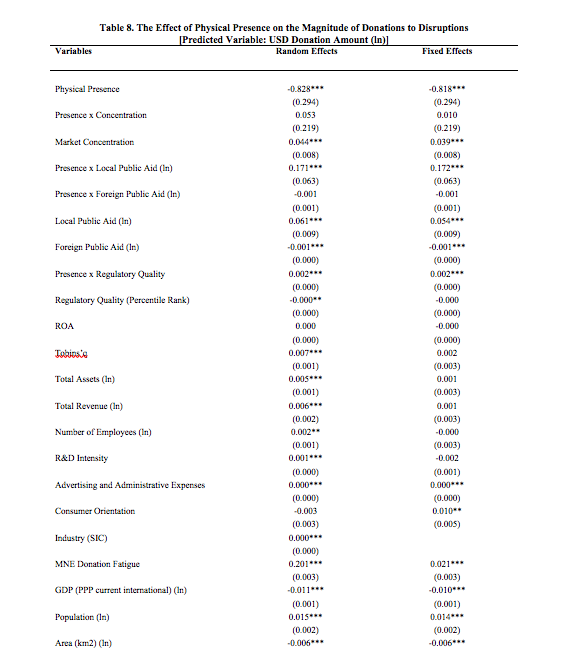 Table 8. The Effect of Physical Presence on the Magnitude of Donations to Disruptions
[Predicted Variable: USD Donation Amount (ln)]
Variables Random Effects Fixed Effects
Physical Presence -0.828*** -0.818***
(0.294) (0.294)
Presence x Concentration 0.053 0.010
(0.219) (0.219)
Market Concentration 0.044*** 0.039***
(0.008) (0.008)
Presence x Local Public Aid (ln) 0.171*** 0.172***
(0.063) (0.063)
Presence x Foreign Public Aid (ln) -0.001 -0.001
(0.001) (0.001)
Local Public Aid (ln) 0.061*** 0.054***
(0.009) (0.009)
Foreign Public Aid (ln) -0.001*** -0.001***
(0.000) (0.000)
Presence x Regulatory Quality 0.002*** 0.002***
(0.000) (0.000)
Regulatory Quality (Percentile Rank) -0.000** -0.000
(0.000) (0.000)
ROA 0.000 -0.000
(0.000) (0.000)
Tobins'q 0.007*** 0.002
(0.001) (0.003)
Total Assets (ln) 0.005*** 0.001
(0.001) (0.003)
Total Revenue (ln) 0.006*** 0.001
(0.002) (0.003)
Number of Employees (ln) 0.002** -0.000
(0.001) (0.003)
R&D Intensity 0.001*** -0.002
(0.000) (0.001)
Advertising and Administrative Expenses 0.000*** 0.000***
(0.000) (0.000)
Consumer Orientation -0.003 0.010**
(0.003) (0.005)
Industry (SIC) 0.000***
(0.000)
MNE Donation Fatigue 0.201*** 0.021***
(0.003) (0.003)
GDP (PPP current international) (ln) -0.011*** -0.010***
(0.001) (0.001)
Population (ln) 0.015*** 0.014***
(0.002) (0.002)
Area (km2) (ln) -0.006*** -0.006***